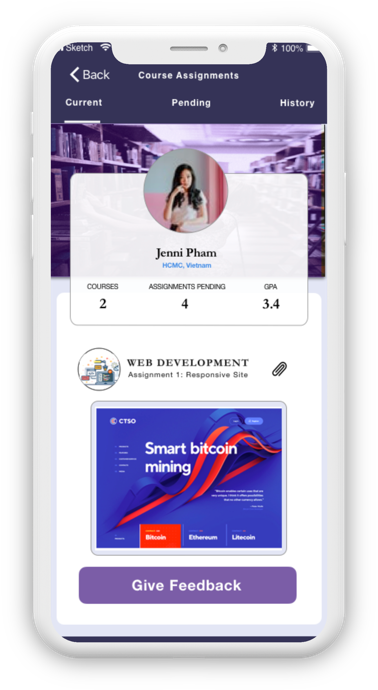 Sketch
100%
Back
Course Assignments
Current Pending History
Jenni Pham
HCMC, Vietnam
COURSES ASSIGNMENTS PENDING GPA
2 4 3.4
WEB DEVELOPMENT
Assignment 1: Responsive Site
CTSO
Smart bitcoin
mining
Bitcoin Ethereum Litecoin
Give Feedback